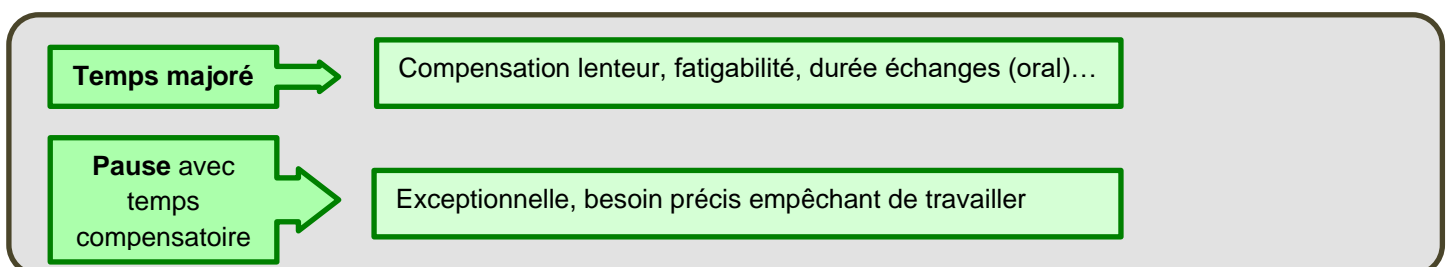 Temps majoré
Compensation lenteur, fatigabilité, durée échanges (oral)…
Pause avec
temps
compensatoire
Exceptionnelle, besoin précis empêchant de travailler